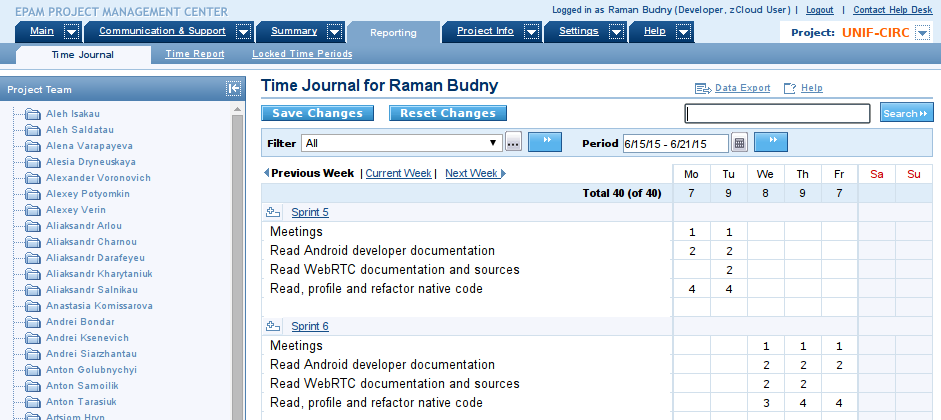 EPAM PROJECT MANAGEMENT CENTER
Logged in as Raman Budny (Developer, zCloud User) | Logout | Contact Help Desk
Main Communication & Support Summary Reporting Project Info Settings Help Project: UNIF-CIRC
Time Journal Time Report Locked Time Periods
Project Team
Aleh Isakau
Aleh Saldatau
Alena Varapayeva
Alesia Dryneuskaya
Alexander Voronovich
Alexey Potyomkin
Alexey Verin
Aliaksandr Arlou
Aliaksandr Charnou
Aliaksandr Darafeyeu
Aliaksandr Kharytaniuk
Aliaksandr Salnikau
Anastasia Komissarova
Andrei Bondar
Andrei Ksenevich
Andrei Siarzhantau
Anton Golubnychyi
Anton Samoilik
Anton Tarasiuk
Artsiom Hryn
Time Journal for Raman Budny
Data Export Help
Save Changes Reset Changes Search
Filter All ... Period 6/15/15 - 6/21/15
Previous Week | Current Week | Next Week Mo Tu We Th Fr Sa Su
Total 40 (of 40) 7 9 8 9 7
Sprint 5
Meetings 1 1
Read Android developer documentation 2 2
Read WebRTC documentation and sources 2
Read, profile and refactor native code 4 4
Sprint 6
Meetings 1 1 1
Read Android developer documentation 2 2 2
Read WebRTC documentation and sources 2 2
Read, profile and refactor native code 3 4 4